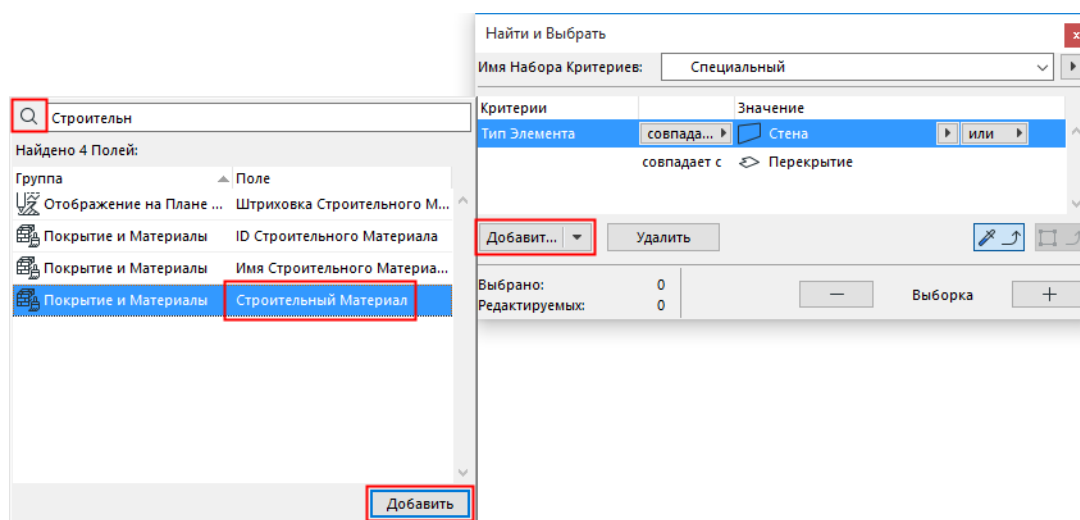 Найти и Выбрать
x
Имя Набора Критериев: Специальный
Критерии Значение
Тип Элемента совпада... Стена или
совпадает с Перекрытие
Добавит... Удалить
Выбрано: 0
Редактируемых: 0
Выборка
Строительн
Найдено 4 Полей:
Группа Поле
Отображение на Плане ... Штриховка Строительного М...
Покрытие и Материалы ID Строительного Материала
Покрытие и Материалы Имя Строительного Материа...
Покрытие и Материалы Строительный Материал
Добавить